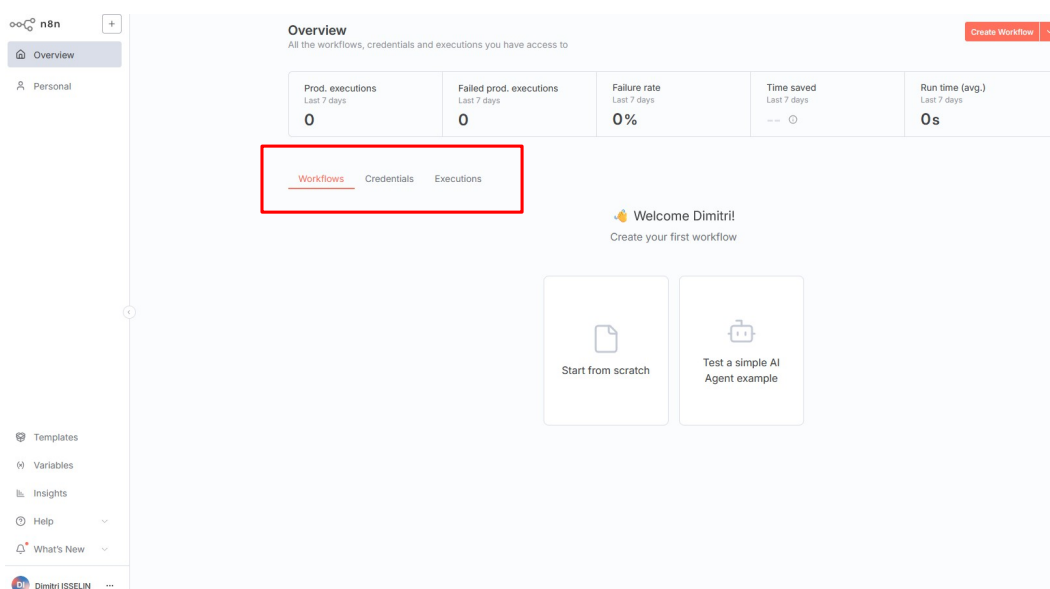 n8n
+
Overview
Personal
Templates
Variables
Insights
Help
What's New
DI
Dimitri ISSELIN
...
Overview
All the workflows, credentials and executions you have access to
Create Workflow
Prod. executions
Last 7 days
0
Failed prod. executions
Last 7 days
0
Failure rate
Last 7 days
0%
Time saved
Last 7 days
--
Run time (avg.)
Last 7 days
0s
Workflows Credentials Executions
👋 Welcome Dimitri!
Create your first workflow
Start from scratch
Test a simple AI
Agent example